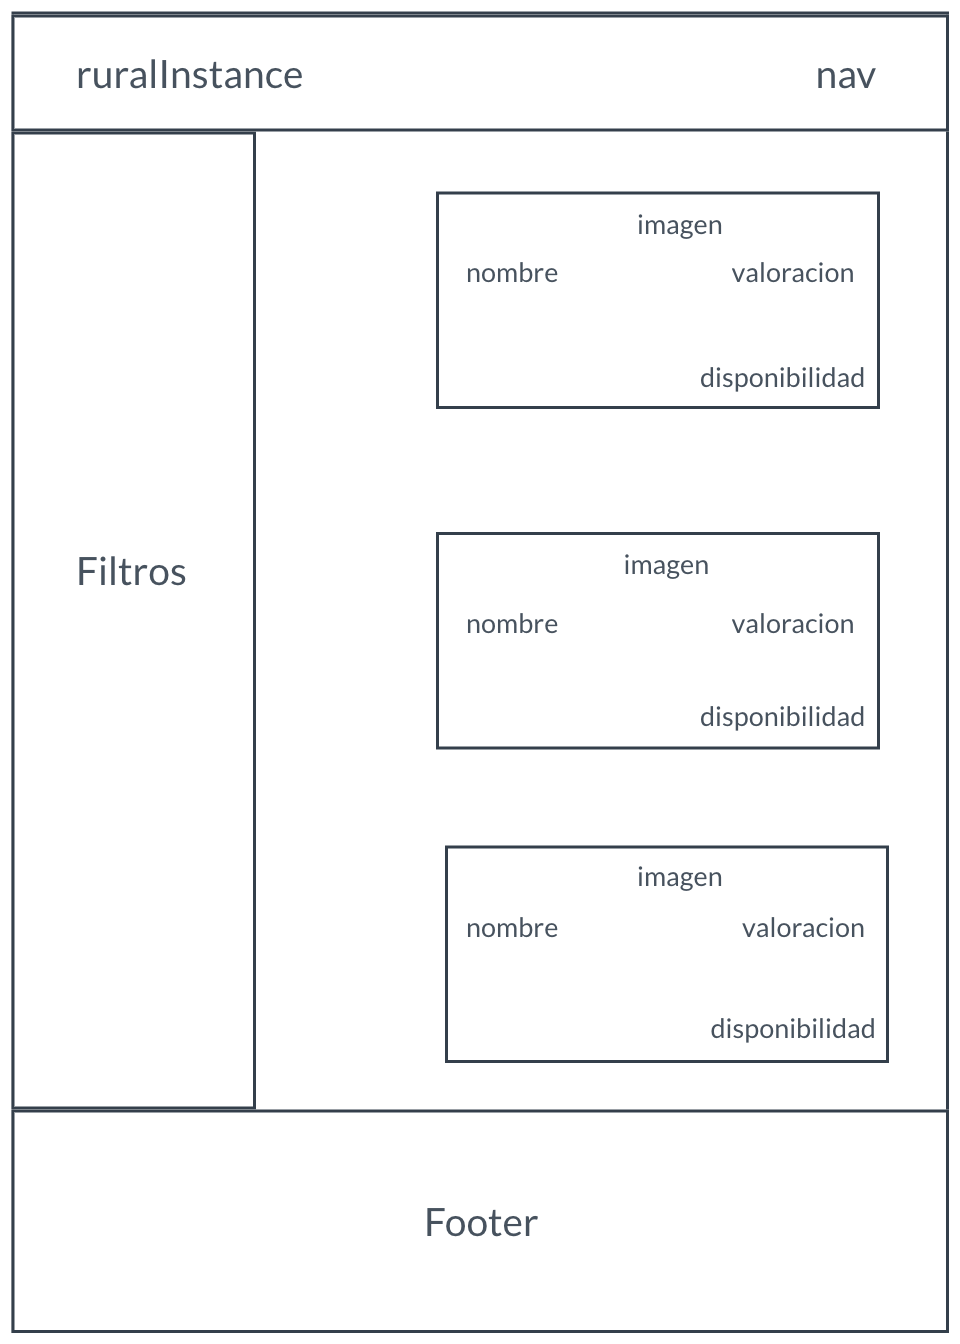 ruralInstance
nav
Filtros
imagen
nombre
valoracion
disponibilidad
imagen
nombre
valoracion
disponibilidad
imagen
nombre
valoracion
disponibilidad
Footer